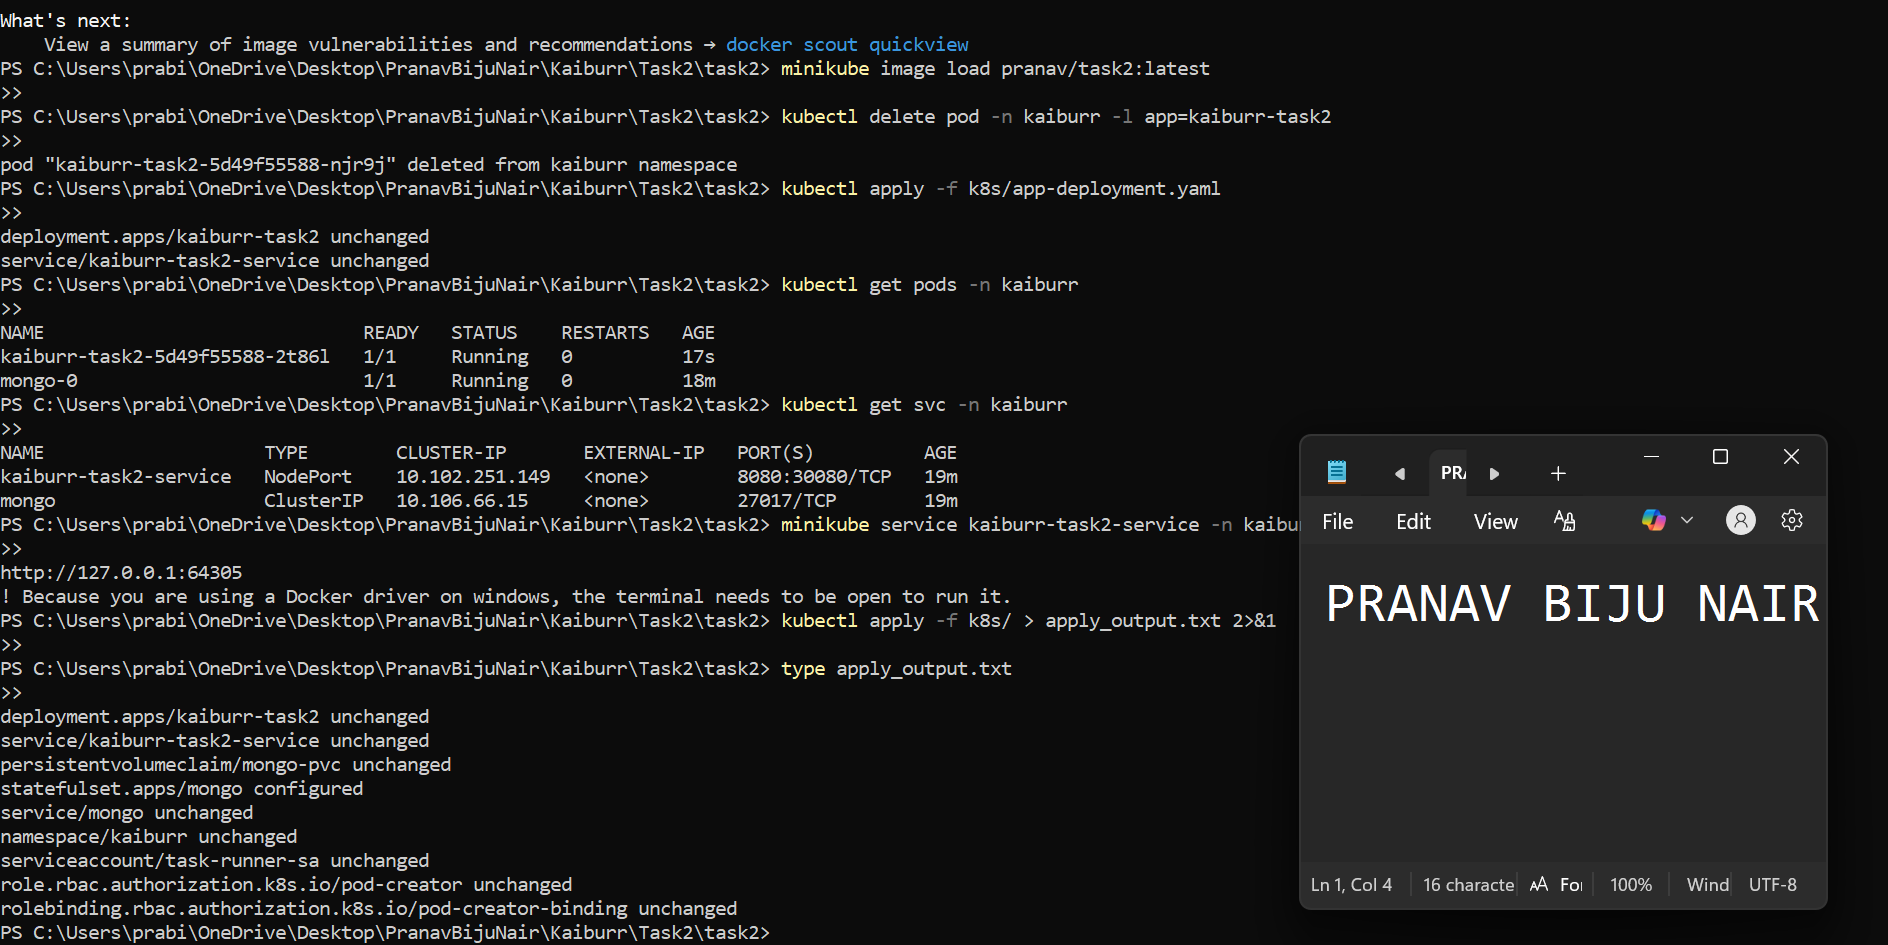 What's next:
    View a summary of image vulnerabilities and recommendations → docker scout quickview
PS C:\Users\prabi\OneDrive\Desktop\PranavBijuNair\Kaiburr\Task2\task2> minikube image load pranav/task2:latest
>>
PS C:\Users\prabi\OneDrive\Desktop\PranavBijuNair\Kaiburr\Task2\task2> kubectl delete pod -n kaiburr -l app=kaiburr-task2
>>
pod "kaiburr-task2-5d49f55588-njr9j" deleted from kaiburr namespace
PS C:\Users\prabi\OneDrive\Desktop\PranavBijuNair\Kaiburr\Task2\task2> kubectl apply -f k8s/app-deployment.yaml
>>
deployment.apps/kaiburr-task2 unchanged
service/kaiburr-task2-service unchanged
PS C:\Users\prabi\OneDrive\Desktop\PranavBijuNair\Kaiburr\Task2\task2> kubectl get pods -n kaiburr
>>
NAME                             READY   STATUS    RESTARTS   AGE
kaiburr-task2-5d49f55588-2t86l   1/1     Running   0          17s
mongo-0                          1/1     Running   0          18m
PS C:\Users\prabi\OneDrive\Desktop\PranavBijuNair\Kaiburr\Task2\task2> kubectl get svc -n kaiburr
>>
NAME                    TYPE        CLUSTER-IP       EXTERNAL-IP   PORT(S)          AGE
kaiburr-task2-service   NodePort    10.102.251.149   <none>        8080:30080/TCP   19m
mongo                   ClusterIP   10.106.66.15     <none>        27017/TCP        19m
PS C:\Users\prabi\OneDrive\Desktop\PranavBijuNair\Kaiburr\Task2\task2> minikube service kaiburr-task2-service -n kaibu
>>
http://127.0.0.1:64305
! Because you are using a Docker driver on windows, the terminal needs to be open to run it.
PS C:\Users\prabi\OneDrive\Desktop\PranavBijuNair\Kaiburr\Task2\task2> kubectl apply -f k8s/ > apply_output.txt 2>&1
>>
PS C:\Users\prabi\OneDrive\Desktop\PranavBijuNair\Kaiburr\Task2\task2> type apply_output.txt
>>
deployment.apps/kaiburr-task2 unchanged
service/kaiburr-task2-service unchanged
persistentvolumeclaim/mongo-pvc unchanged
statefulset.apps/mongo configured
service/mongo unchanged
namespace/kaiburr unchanged
serviceaccount/task-runner-sa unchanged
role.rbac.authorization.k8s.io/pod-creator unchanged
rolebinding.rbac.authorization.k8s.io/pod-creator-binding unchanged
PS C:\Users\prabi\OneDrive\Desktop\PranavBijuNair\Kaiburr\Task2\task2>
PRA
File Edit View
PRANAV BIJU NAIR
Ln 1, Col 4 16 characte For 100% Wind UTF-8